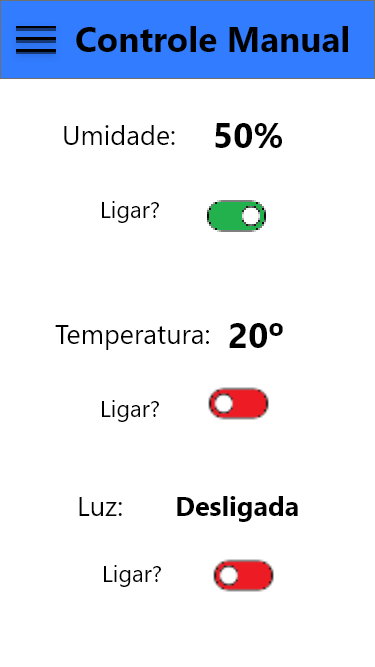 Controle Manual
Umidade: 50%
Ligar?
Temperatura: 20º
Ligar?
Luz: Desligada
Ligar?